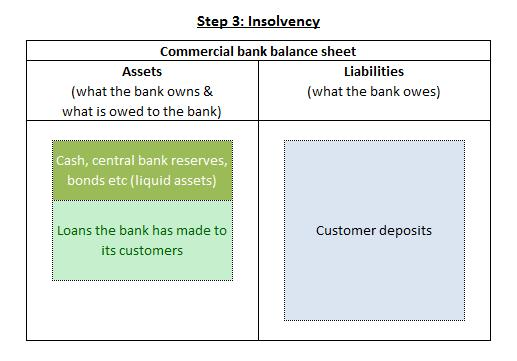 Step 3: Insolvency
Commercial bank balance sheet
Assets
(what the bank owns &
what is owed to the bank)
Liabilities
(what the bank owes)
Cash, central bank reserves,
bonds etc (liquid assets)
Loans the bank has made to
its customers
Customer deposits